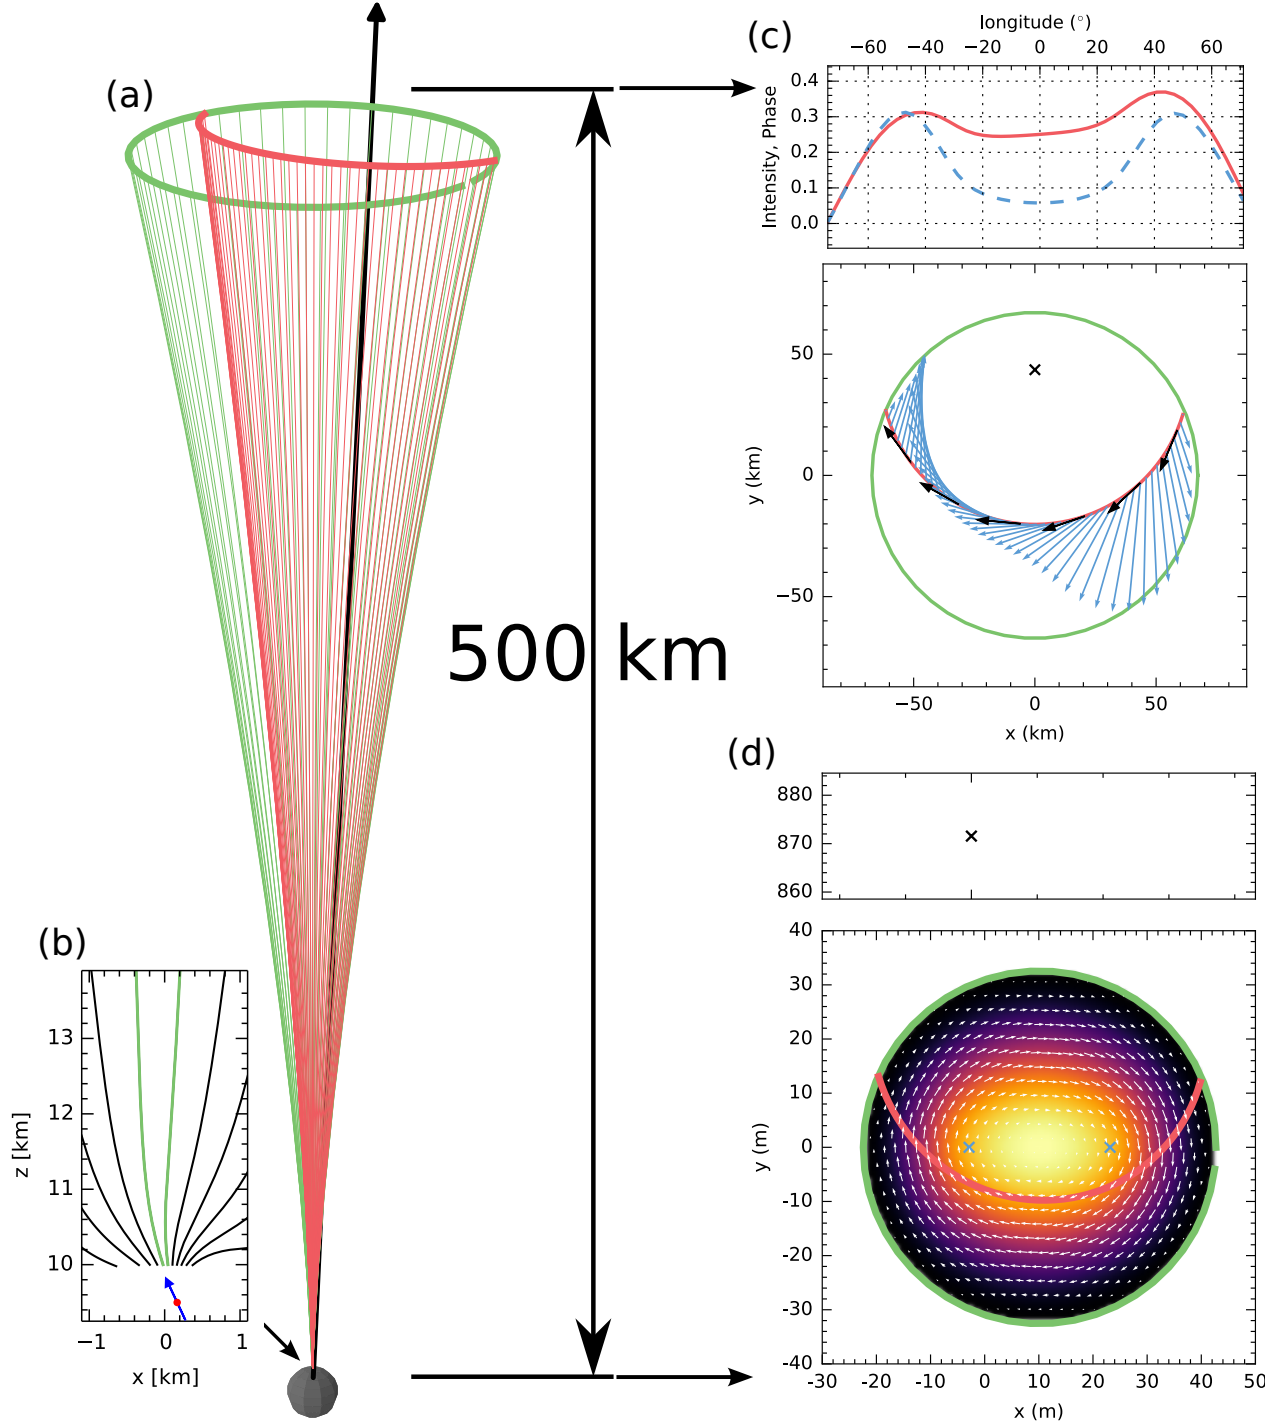 (a)
500 km
(b)
13
12
11
10
z [km]
−1 0 1
x [km]
(c)
longitude (°)
−60 −40 −20 0 20 40 60
0.4
0.3
0.2
0.1
0.0
Intensity, Phase
50
0
−50
y (km)
−50 0 50
x (km)
(d)
880
870
860
40
30
20
10
0
-10
-20
-30
-40
y (m)
-30 -20 -10 0 10 20 30 40 50
x (m)